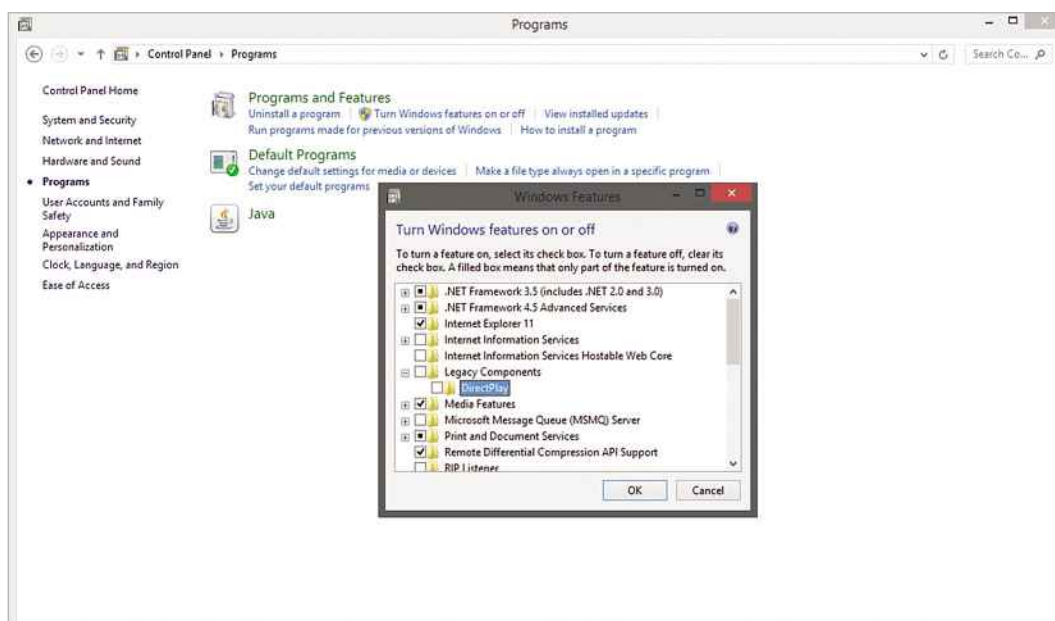 Programs
Control Panel Programs
Search Co...
Control Panel Home
System and Security
Network and Internet
Hardware and Sound
Programs
User Accounts and Family
Safety
Appearance and
Personalization
Clock, Language, and Region
Ease of Access
Programs and Features
Uninstall a program Turn Windows features on or off View installed updates
Run programs made for previous versions of Windows How to install a program
Default Programs
Change default settings for media or devices Make a file type always open in a specific program
Set your default programs
Java
Windows Features
Turn Windows features on or off
To turn a feature on, select its check box. To turn a feature off, clear its
check box. A filled box means that only part of the feature is turned on.
.NET Framework 3.5 (includes .NET 2.0 and 3.0)
.NET Framework 4.5 Advanced Services
Internet Explorer 11
Internet Information Services
Internet Information Services Hostable Web Core
Legacy Components
DirectPlay
Media Features
Microsoft Message Queue (MSMQ) Server
Print and Document Services
Remote Differential Compression API Support
RIP Listener
OK Cancel